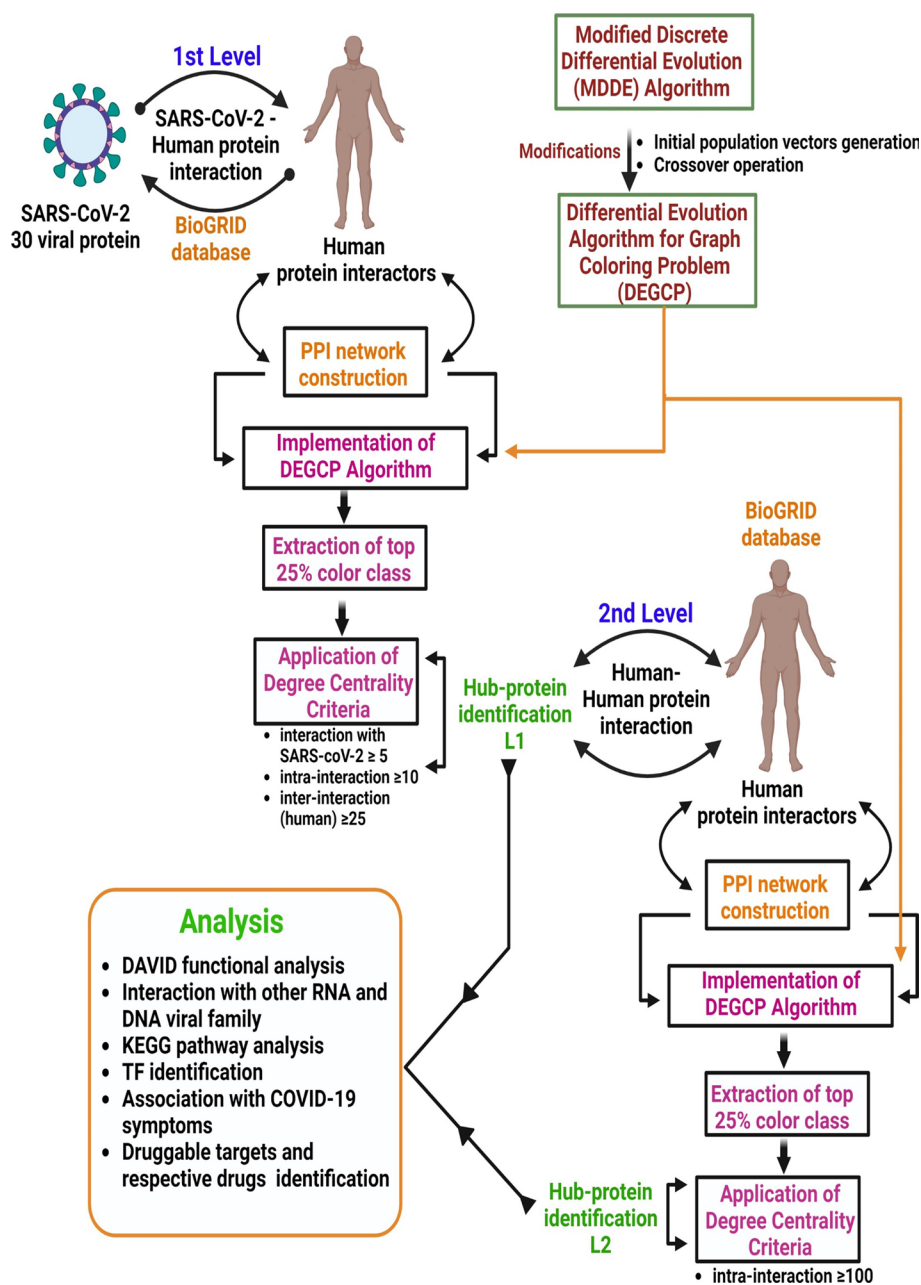 1st Level
SARS-CoV-2 -
Human protein
interaction
SARS-CoV-2
30 viral protein
BioGRID
database
Human
protein interactors
PPI network
construction
Implementation of
DEGCP Algorithm
Extraction of top
25% color class
Application of
Degree Centrality
Criteria
• interaction with
SARS-coV-2 ≥ 5
• intra-interaction ≥10
• inter-interaction
(human) ≥25
Modified Discrete
Differential Evolution
(MDDE) Algorithm
Modifications
• Initial population vectors generation
• Crossover operation
Differential Evolution
Algorithm for Graph
Coloring Problem
(DEGCP)
Hub-protein
identification
L1
2nd Level
Human-
Human protein
interaction
BioGRID
database
Human
protein interactors
PPI network
construction
Implementation of
DEGCP Algorithm
Extraction of top
25% color class
Application of
Degree Centrality
Criteria
• intra-interaction ≥100
Hub-protein
identification
L2
Analysis
• DAVID functional analysis
• Interaction with other RNA and
DNA viral family
• KEGG pathway analysis
• TF identification
• Association with COVID-19
symptoms
• Druggable targets and
respective drugs identification